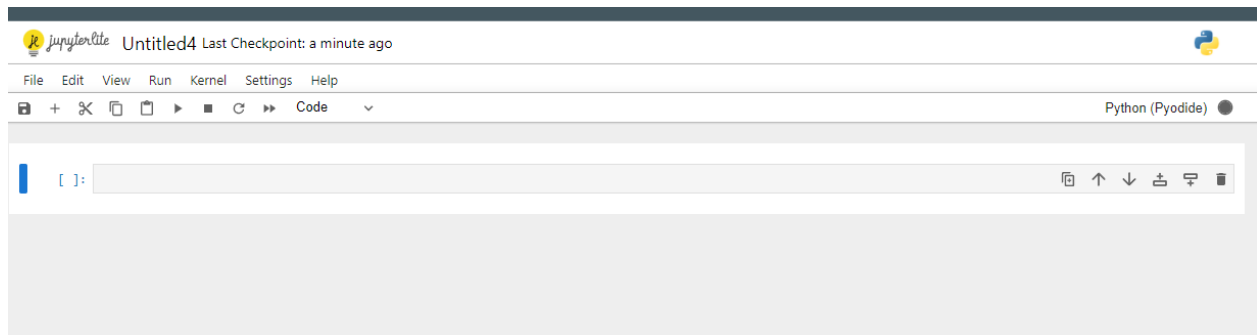 jupyterlite Untitled4 Last Checkpoint: a minute ago
File Edit View Run Kernel Settings Help
Code Python (Pyodide)
[ ]: